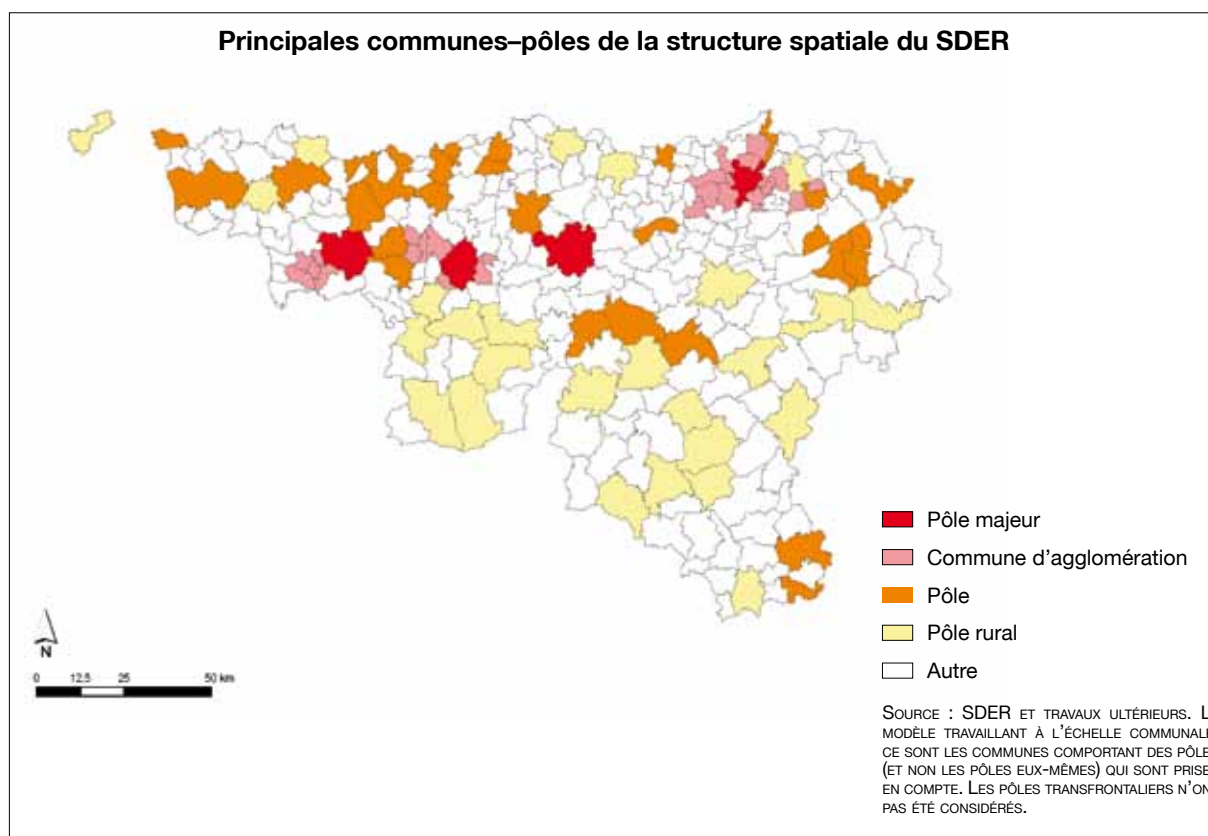 Principales communes–pôles de la structure spatiale du SDER
Pôle majeur
Commune d'agglomération
Pôle
Pôle rural
Autre
N
0 12,5 25 50 km
SOURCE : SDER ET TRAVAUX ULTÉRIEURS. L
MODÈLE TRAVAILLANT À L'ÉCHELLE COMMUNALE
CE SONT LES COMMUNES COMPORTANT DES PÔLE
(ET NON LES PÔLES EUX-MÊMES) QUI SONT PRISE
EN COMPTE. LES PÔLES TRANSFRONTALIERS N'ON
PAS ÉTÉ CONSIDÉRÉS.